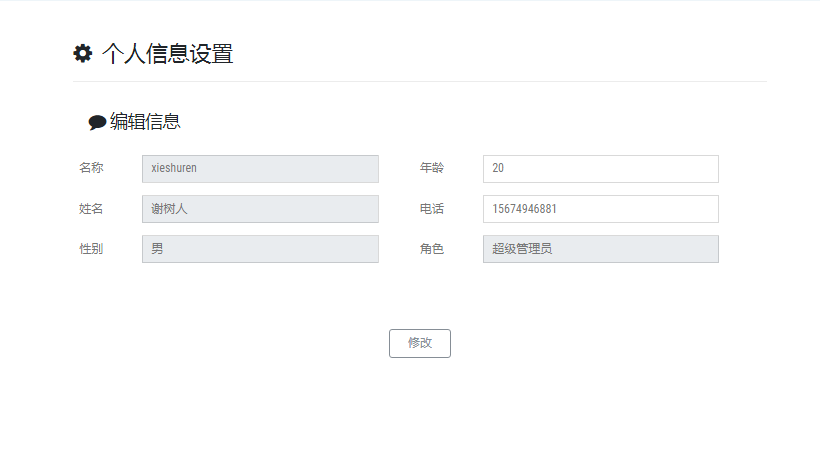 个人信息设置
编辑信息
名称 xieshuren 年龄 20
姓名 谢树人 电话 15674946881
性别 男 角色 超级管理员
修改